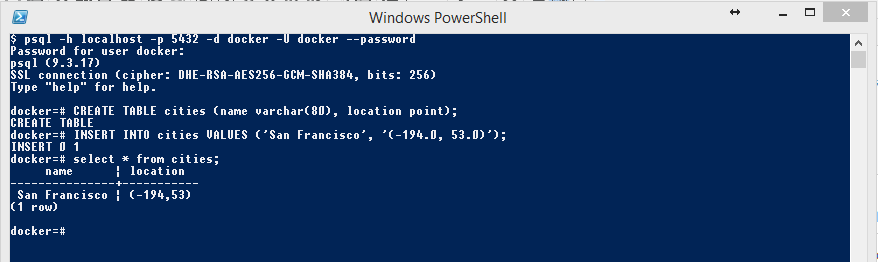 Windows PowerShell
$ psql -h localhost -p 5432 -d docker -U docker --password
Password for user docker:
psql (9.3.17)
SSL connection (cipher: DHE-RSA-AES256-GCM-SHA384, bits: 256)
Type "help" for help.
docker=# CREATE TABLE cities (name varchar(80), location point);
CREATE TABLE
docker=# INSERT INTO cities VALUES ('San Francisco', '(-194.0, 53.0)');
INSERT 0 1
docker=# select * from cities;
     name      | location
---------------+-----------
 San Francisco | (-194,53)
(1 row)
docker=#